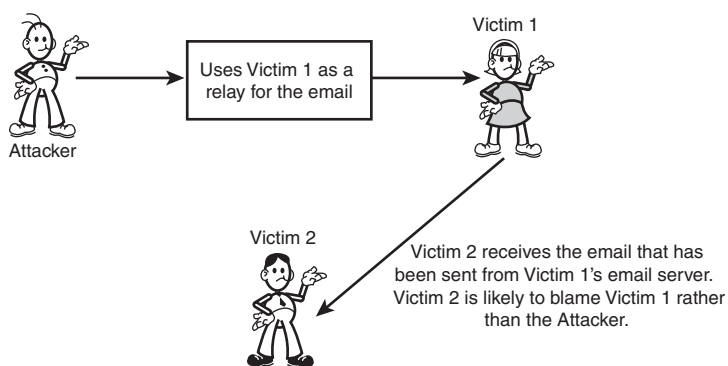 Victim 1
Uses Victim 1 as a
relay for the email
Attacker
Victim 2
Victim 2 receives the email that has
been sent from Victim 1's email server.
Victim 2 is likely to blame Victim 1 rather
than the Attacker.